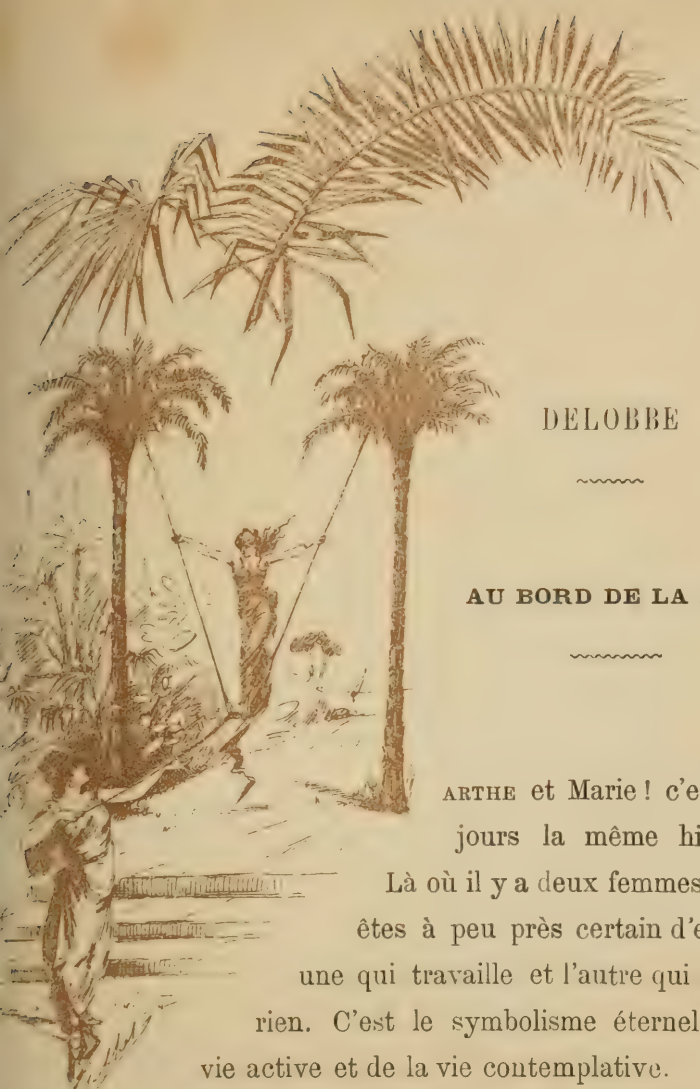 DELOBBE
AU BORD DE LA
ARTHE et Marie ! c'e
jours la même hi
Là où il y a deux femmes
êtes à peu près certain d'e
une qui travaille et l'autre qui
rien. C'est le symbolisme éternel
vie active et de la vie contemplative.